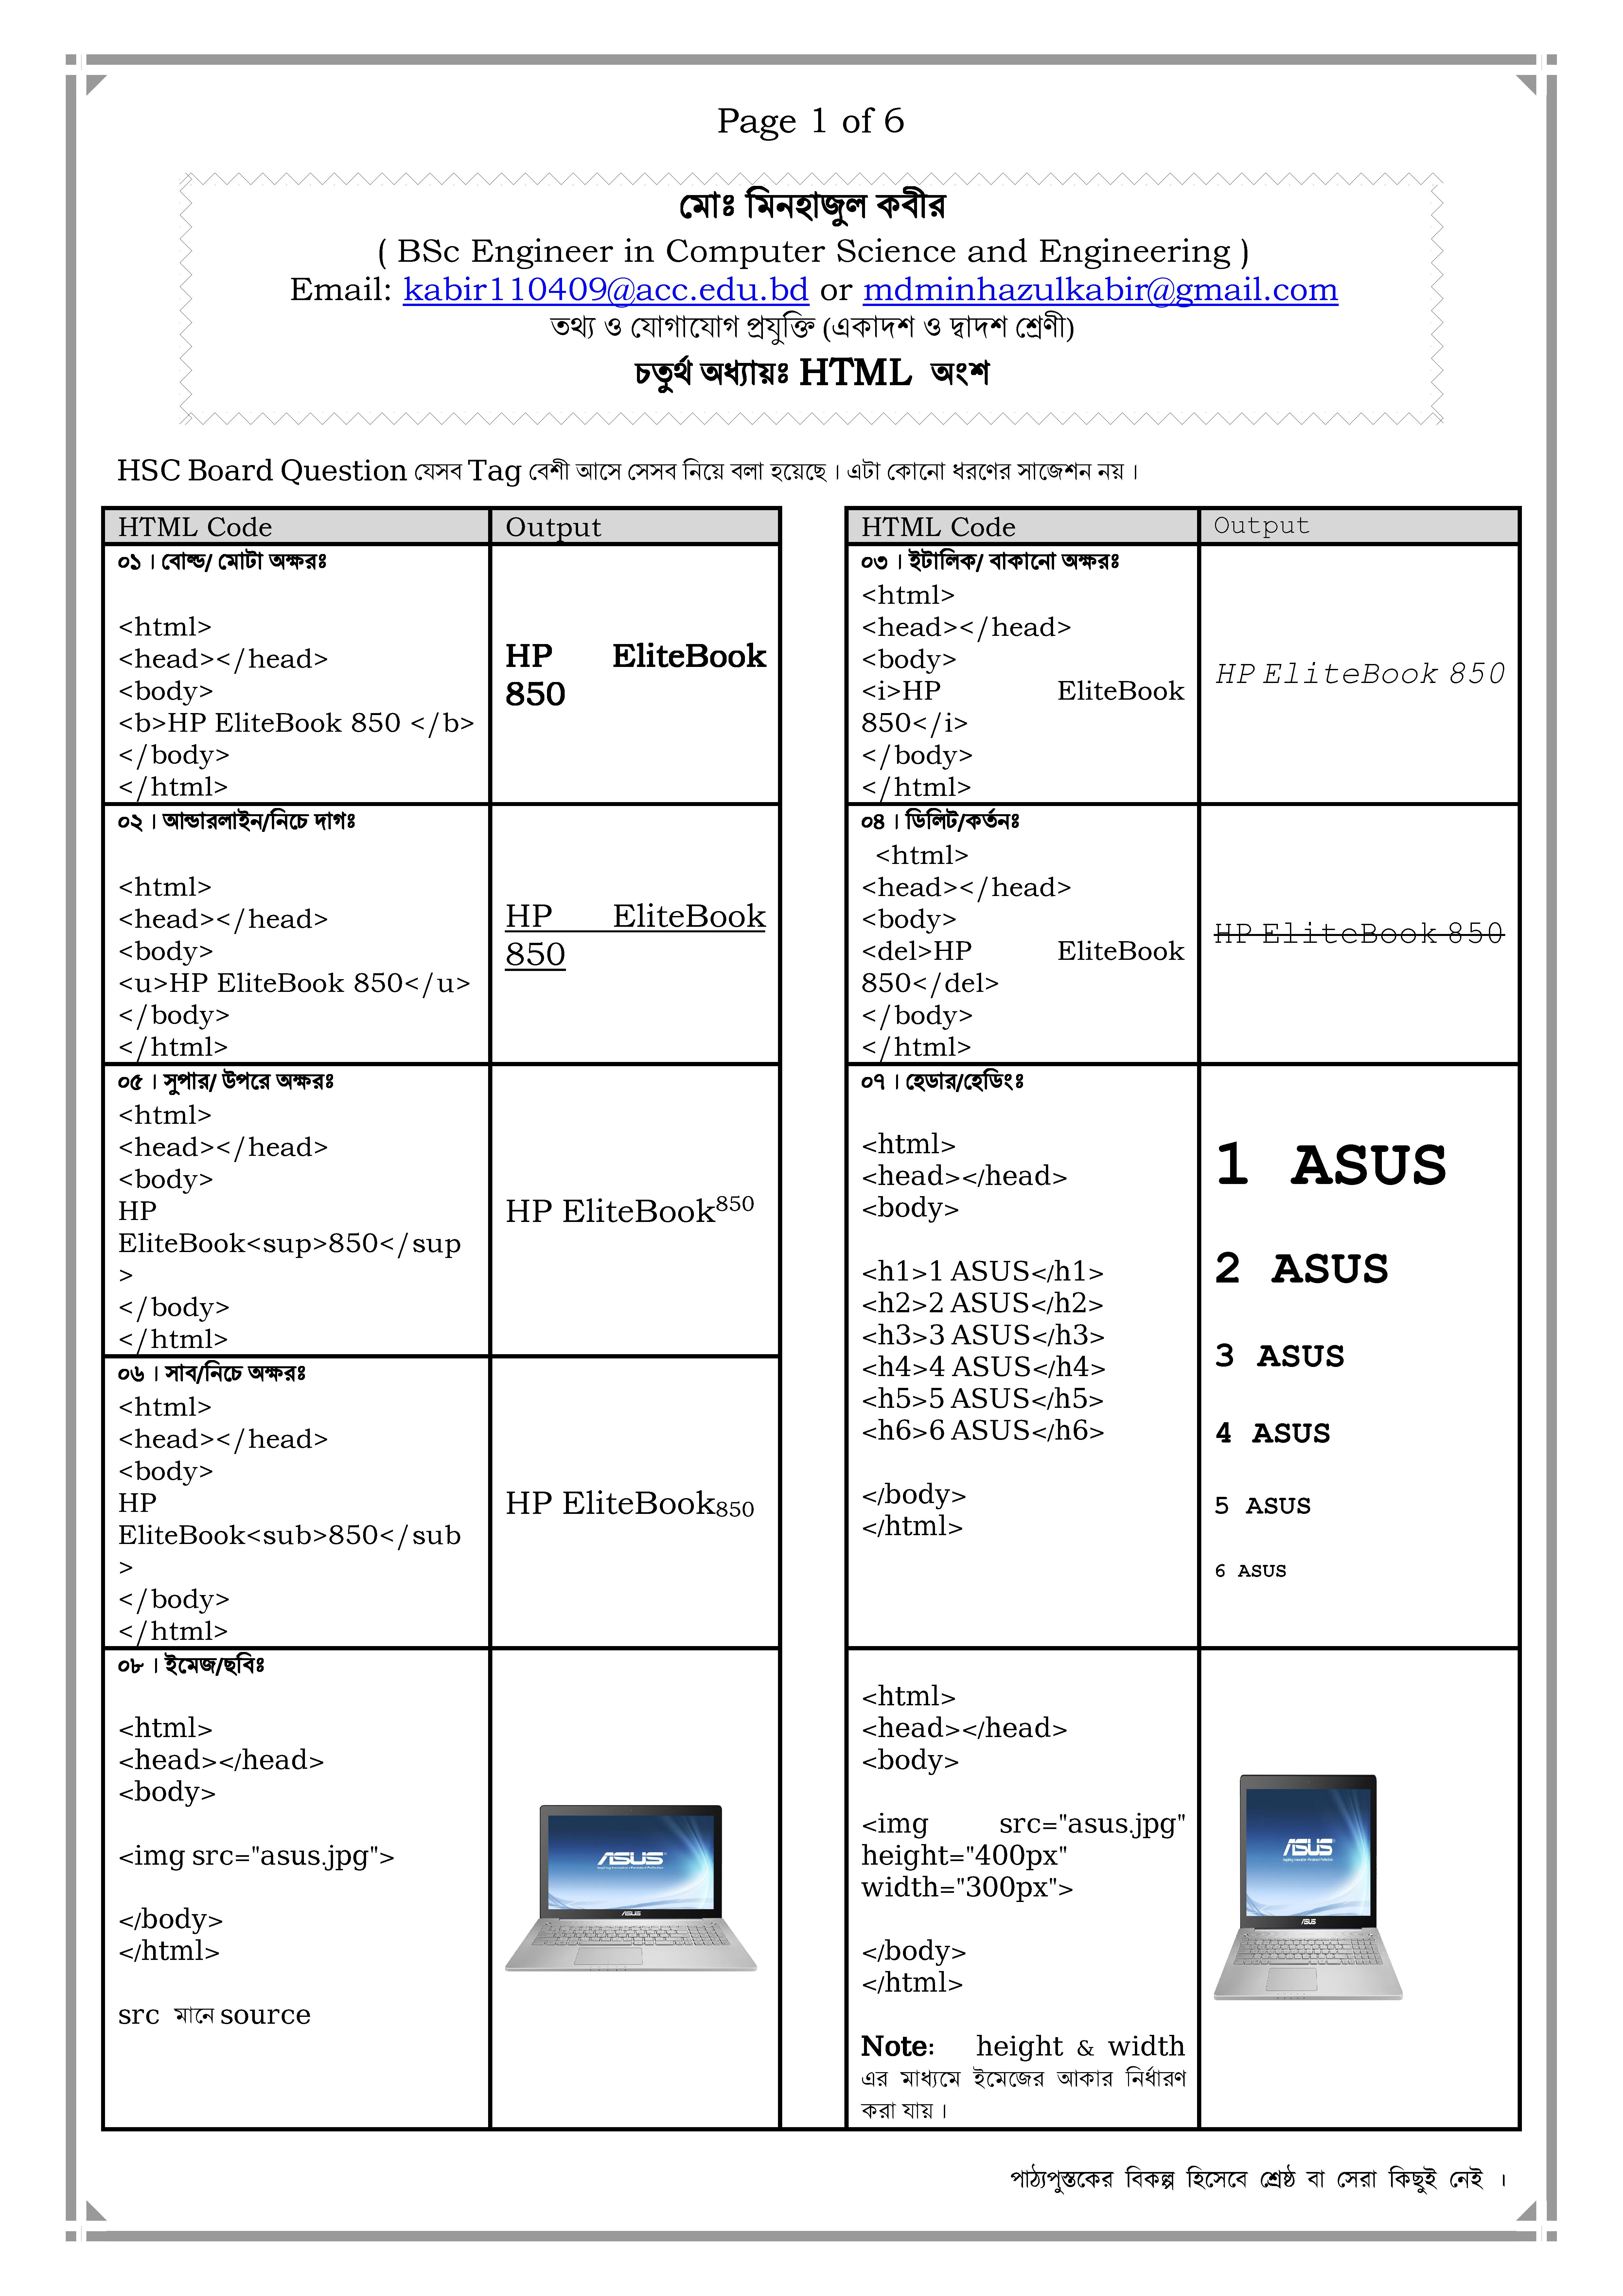 Page 1 of 6
মোঃ মিনহাজুল কবীর
( BSc Engineer in Computer Science and Engineering )
Email: kabir110409@acc.edu.bd or mdminhazulkabir@gmail.com
তথ্য ও যোগাযোগ প্রযুক্তি (একাদশ ও দ্বাদশ শ্রেণী)
চতুর্থ অধ্যায়ঃ HTML অংশ
HSC Board Question যেসব Tag বেশী আসে সেসব নিয়ে বলা হয়েছে। এটা কোনো ধরণের সাজেশন নয়।
HTML Code
Output
০১। বোল্ড/ মোটা অক্ষরঃ
<html>
<head></head>
<body>
<b>HP EliteBook 850 </b>
</body>
</html>
HP EliteBook
850
০২। আন্ডারলাইন/নিচে দাগঃ
<html>
<head></head>
<body>
<u>HP EliteBook 850</u>
</body>
</html>
HP EliteBook
850
০৫। সুপার/ উপরে অক্ষরঃ
<html>
<head></head>
<body>
HP
EliteBook<sup>850</sup
>
</body>
</html>
HP EliteBook850
০৬। সাব/নিচে অক্ষরঃ
<html>
<head></head>
<body>
HP
EliteBook<sub>850</sub
>
</body>
</html>
HP EliteBook850
০৮। ইমেজ/ছবিঃ
<html>
<head></head>
<body>
<img src="asus.jpg">
</body>
</html>
src মানে source
ASUS
ASUS
HTML Code
Output
০৩। ইটালিক/ বাকানো অক্ষরঃ
<html>
<head></head>
<body>
<i>HP EliteBook
850</i>
</body>
</html>
HP EliteBook 850
০৪। ডিলিট/কর্তনঃ
<html>
<head></head>
<body>
<del>HP EliteBook
850</del>
</body>
</html>
HP EliteBook 850
০৭। হেডার/হেডিংঃ
<html>
<head></head>
<body>
<h1>1 ASUS</h1>
<h2>2 ASUS</h2>
<h3>3 ASUS</h3>
<h4>4 ASUS</h4>
<h5>5 ASUS</h5>
<h6>6 ASUS</h6>
</body>
</html>
1 ASUS
2 ASUS
3 ASUS
4 ASUS
5 ASUS
6 ASUS
<html>
<head></head>
<body>
<img src="asus.jpg"
height="400px"
width="300px">
</body>
</html>
Note: height & width
এর মাধ্যমে ইমেজের আকার নির্ধারণ
করা যায়।
ASUS
ASUS
পাঠ্যপুস্তকের বিকল্প হিসেবে শ্রেষ্ঠ বা সেরা কিছুই নেই ।